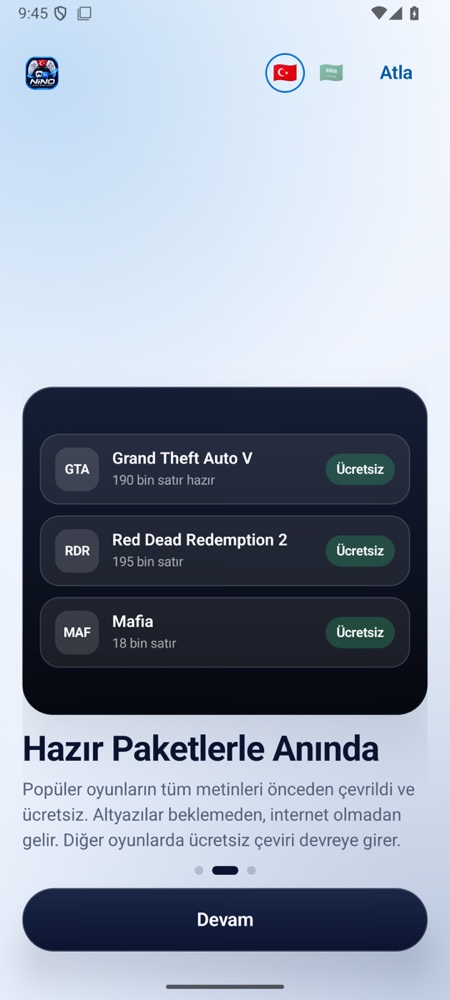 9:45
NiNO
Atla
GTA
Grand Theft Auto V
190 bin satır hazır
Ücretsiz
RDR
Red Dead Redemption 2
195 bin satır
Ücretsiz
MAF
Mafia
18 bin satır
Ücretsiz
Hazır Paketlerle Anında
Popüler oyunların tüm metinleri önceden çevrildi ve
ücretsiz. Altyazılar beklemeden, internet olmadan
gelir. Diğer oyunlarda ücretsiz çeviri devreye girer.
Devam